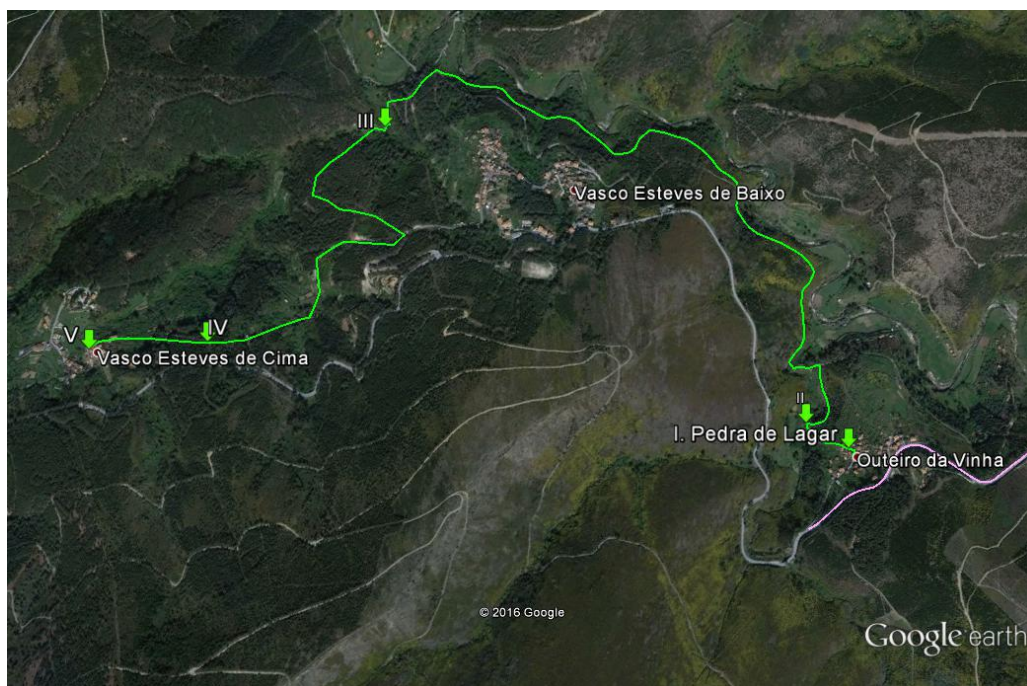 III
Vasco Esteves de Baixo
V
IV
Vasco Esteves de Cima
II
I. Pedra de Lagar
Outeiro da Vinha
© 2016 Google
Google earth